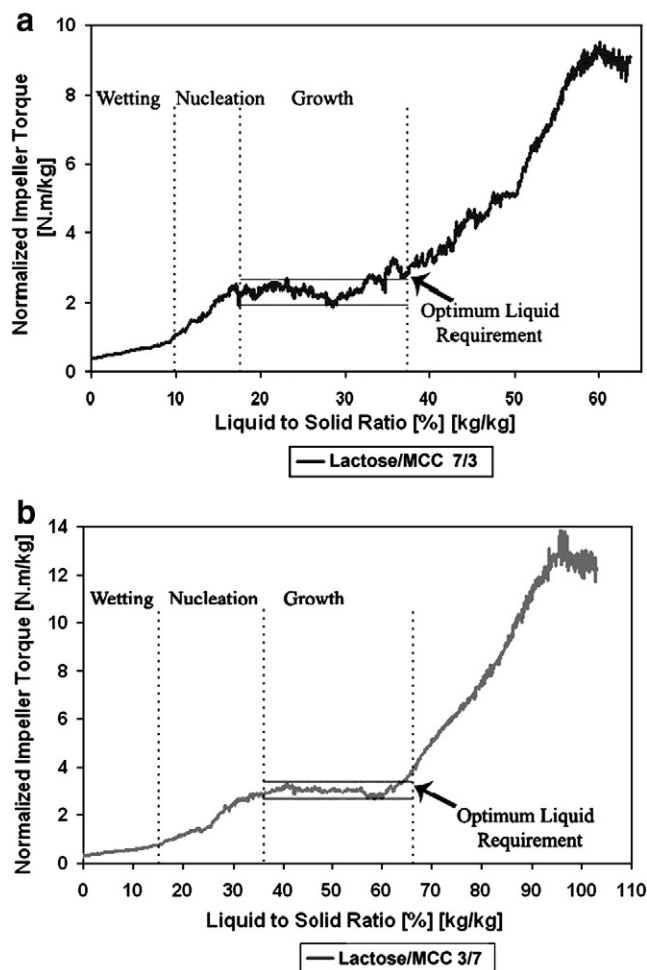 a
Normalized Impeller Torque
[N.m/kg]
10
8
6
4
2
0
Wetting Nucleation Growth
Optimum Liquid
Requirement
0 10 20 30 40 50 60
Liquid to Solid Ratio [%] [kg/kg]
Lactose/MCC 7/3
b
Normalized Impeller Torque [N.m/kg]
14
12
10
8
6
4
2
0
Wetting Nucleation Growth
Optimum Liquid
Requirement
0 10 20 30 40 50 60 70 80 90 100 110
Liquid to Solid Ratio [%] [kg/kg]
Lactose/MCC 3/7